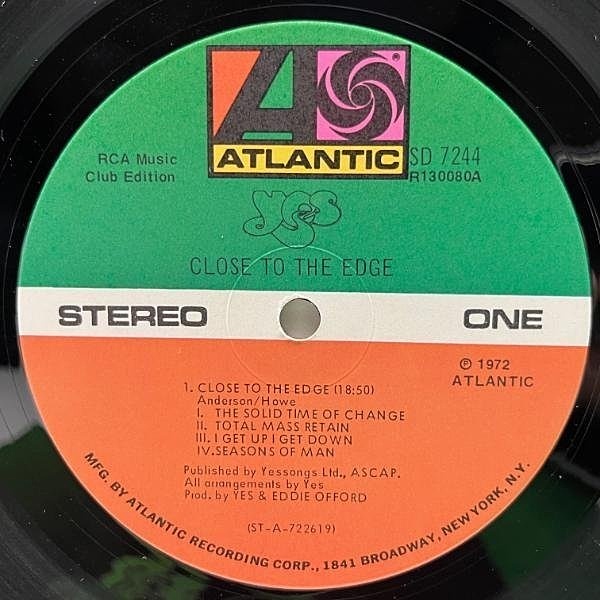 ATLANTIC
®
RCA Music
Club Edition
SD 7244
R130080A
yes
CLOSE TO THE EDGE
STEREO
ONE
℗ 1972
ATLANTIC
1. CLOSE TO THE EDGE (18:50)
Anderson/Howe
I. THE SOLID TIME OF CHANGE
II. TOTAL MASS RETAIN
III. I GET UP I GET DOWN
IV. SEASONS OF MAN
Published by Yessongs Ltd., ASCAP.
All arrangements by Yes
Prod. by YES & EDDIE OFFORD
(ST-A-722619)
MFG. BY ATLANTIC RECORDING CORP., 1841 BROADWAY, NEW YORK, N.Y.